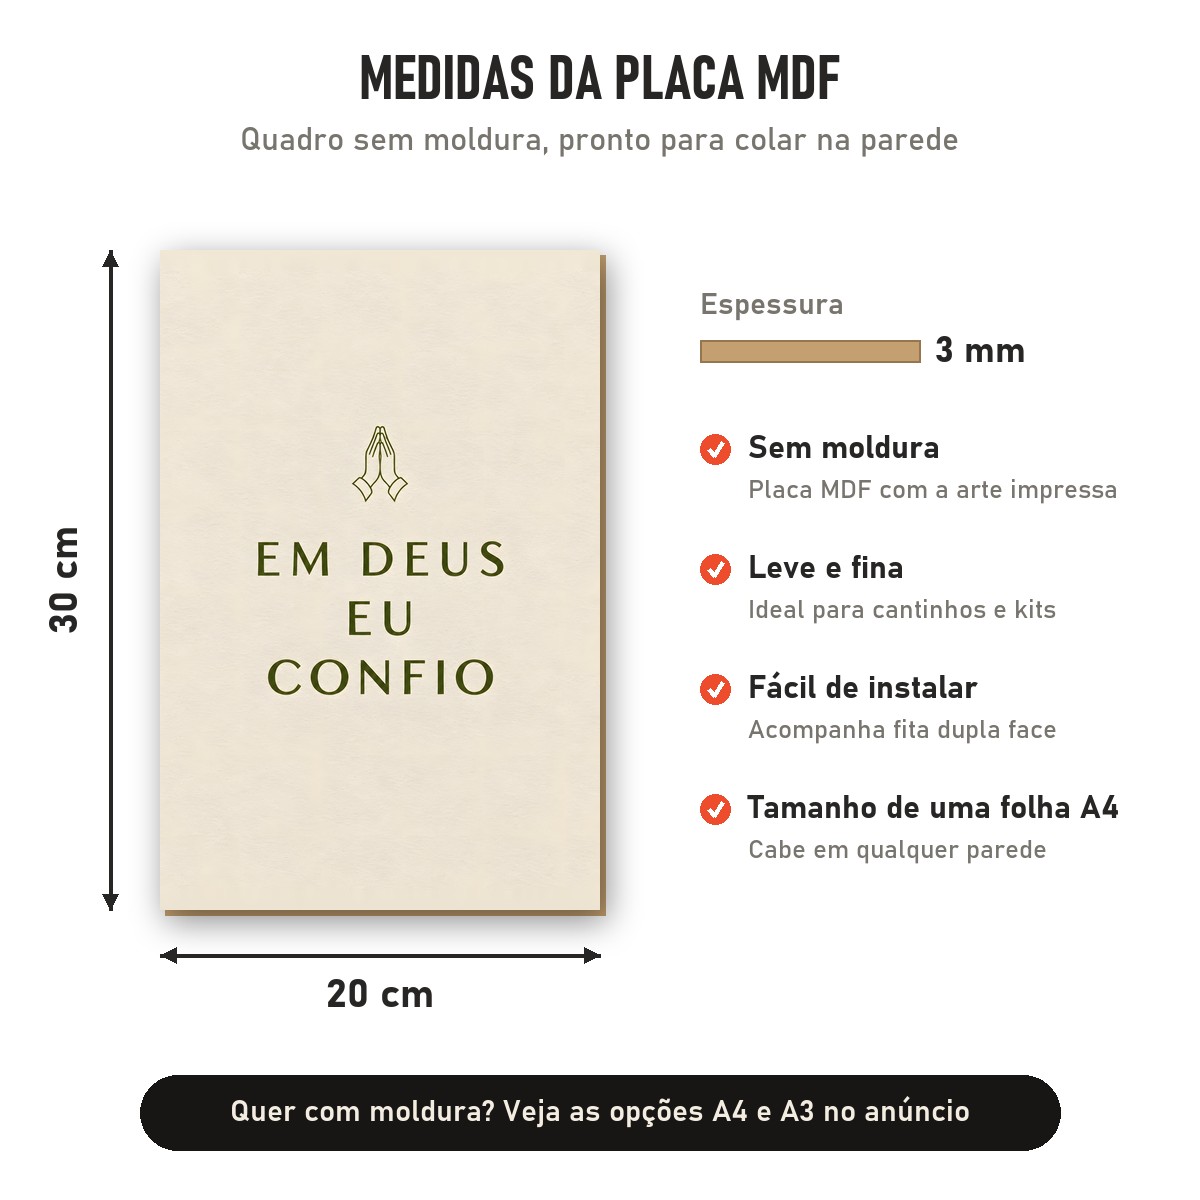 MEDIDAS DA PLACA MDF
Quadro sem moldura, pronto para colar na parede
30 cm
EM DEUS
EU
CONFIO
20 cm
Espessura
3 mm
Sem moldura
Placa MDF com a arte impressa
Leve e fina
Ideal para cantinhos e kits
Fácil de instalar
Acompanha fita dupla face
Tamanho de uma folha A4
Cabe em qualquer parede
Quer com moldura? Veja as opções A4 e A3 no anúncio